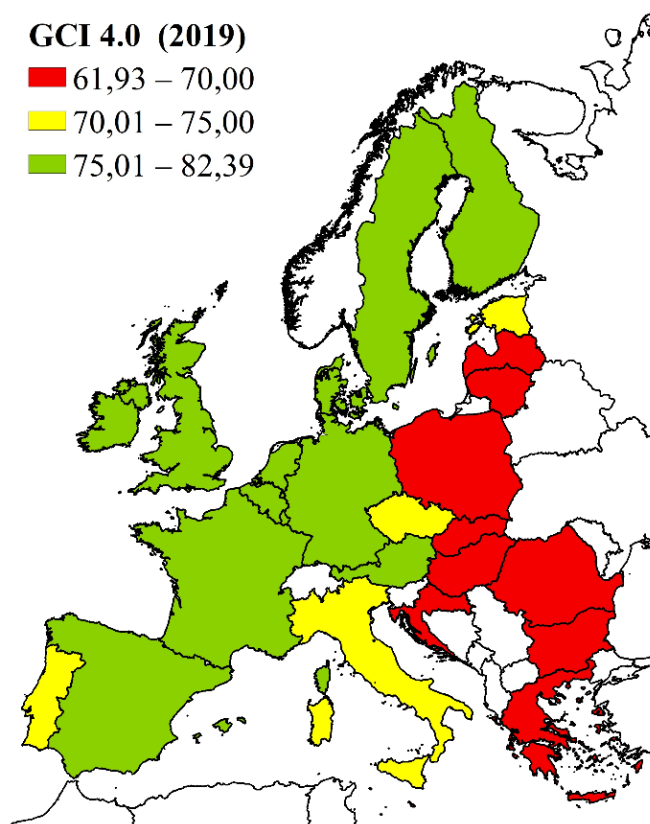 GCI 4.0 (2019)
61,93 – 70,00
70,01 – 75,00
75,01 – 82,39